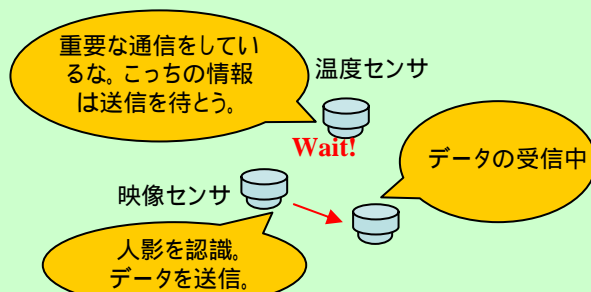 重要な通信をしてい
るな。こっちの情報
は送信を待とう。
温度センサ
Wait!
データの受信中
映像センサ
人影を認識。
データを送信。